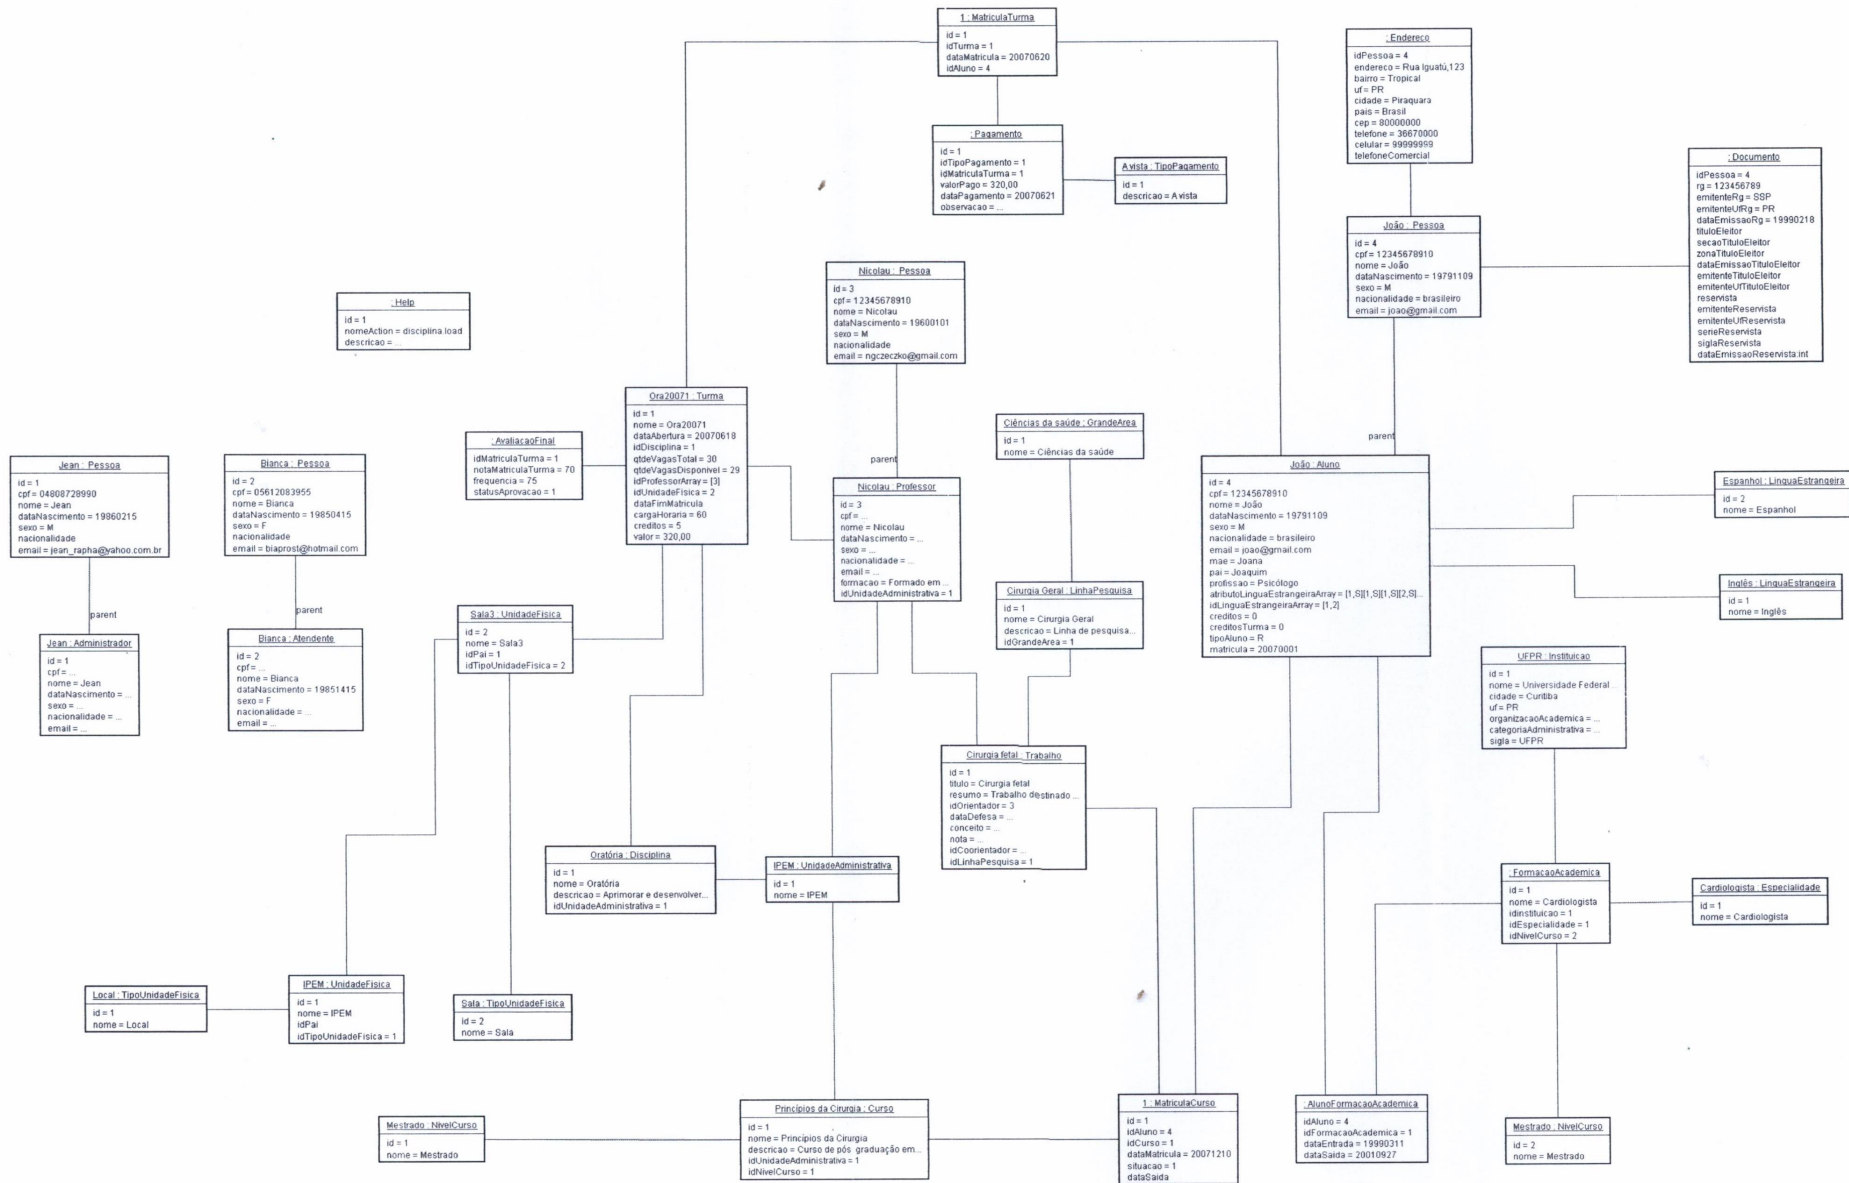 1 : MatriculaTurma
id = 1
idTurma = 1
dataMatricula = 20070620
idAluno = 4
: Endereco
idPessoa = 4
endereco = Rua Iguatú,123
bairro = Tropical
uf = PR
cidade = Piraquara
pais = Brasil
cep = 80000000
telefone = 36670000
celular = 99999999
telefoneComercial
: Pagamento
id = 1
idTipoPagamento = 1
idMatriculaTurma = 1
valorPago = 320,00
dataPagamento = 20070621
observacao = ...
A vista : TipoPagamento
id = 1
descricao = A vista
: Documento
idPessoa = 4
rg = 123456789
emitenteRg = SSP
emitenteUfRg = PR
dataEmissaoRg = 19990218
tituloEleitor
secaoTituloEleitor
zonaTituloEleitor
dataEmissaoTituloEleitor
emitenteTituloEleitor
emitenteUfTituloEleitor
reservista
emitenteReservista
emitenteUfReservista
serieReservista
siglaReservista
dataEmissaoReservista:int
João : Pessoa
id = 4
cpf = 12345678910
nome = João
dataNascimento = 19791109
sexo = M
nacionalidade = brasileiro
email = joao@gmail.com
Nicolau : Pessoa
id = 3
cpf = 12345678910
nome = Nicolau
dataNascimento = 19600101
sexo = M
nacionalidade
email = ngczeczko@gmail.com
: Help
id = 1
nomeAction = disciplina.load
descricao = ...
Ora20071 : Turma
id = 1
nome = Ora20071
dataAbertura = 20070618
idDisciplina = 1
qtdeVagasTotal = 30
qtdeVagasDisponivel = 29
idProfessorArray = [3]
idUnidadeFisica = 2
dataFimMatricula
cargaHoraria = 60
creditos = 5
valor = 320,00
: AvaliacaoFinal
idMatriculaTurma = 1
notaMatriculaTurma = 70
frequencia = 75
statusAprovacao = 1
parent
Nicolau : Professor
id = 3
cpf = ...
nome = Nicolau
dataNascimento = ...
sexo = ...
nacionalidade = ...
email = ...
formacao = Formado em ...
idUnidadeAdministrativa = 1
Ciências da saúde : GrandeArea
id = 1
nome = Ciências da saúde
parent
João : Aluno
id = 4
cpf = 12345678910
nome = João
dataNascimento = 19791109
sexo = M
nacionalidade = brasileiro
email = joao@gmail.com
mae = Joana
pai = Joaquim
profissao = Psicólogo
atributoLinguaEstrangeiraArray = [1,S][1,S][1,S][2,S]...
idLinguaEstrangeiraArray = [1,2]
creditos = 0
creditosTurma = 0
tipoAluno = R
matricula = 20070001
Jean : Pessoa
id = 1
cpf = 04808728990
nome = Jean
dataNascimento = 19860215
sexo = M
nacionalidade
email = jean_rapha@yahoo.com.br
Bianca : Pessoa
id = 2
cpf = 05612083955
nome = Bianca
dataNascimento = 19850415
sexo = F
nacionalidade
email = biaprost@hotmail.com
Espanhol : LinguaEstrangeira
id = 2
nome = Espanhol
Inglês : LinguaEstrangeira
id = 1
nome = Inglês
Cirurgia Geral : LinhaPesquisa
id = 1
nome = Cirurgia Geral
descricao = Linha de pesquisa...
idGrandeArea = 1
parent
parent
Jean : Administrador
id = 1
cpf = ...
nome = Jean
dataNascimento = ...
sexo = ...
nacionalidade = ...
email = ...
Bianca : Atendente
id = 2
cpf = ...
nome = Bianca
dataNascimento = 19851415
sexo = F
nacionalidade = ...
email = ...
Sala3 : UnidadeFisica
id = 2
nome = Sala3
idPai = 1
idTipoUnidadeFisica = 2
UFPR : Instituicao
id = 1
nome = Universidade Federal ...
cidade = Curitiba
uf = PR
organizacaoAcademica = ...
categoriaAdministrativa = ...
sigla = UFPR
Cirurgia fetal : Trabalho
id = 1
titulo = Cirurgia fetal
resumo = Trabalho destinado ...
idOrientador = 3
dataDefesa = ...
conceito = ...
nota = ...
idCoorientador = ...
idLinhaPesquisa = 1
Oratória : Disciplina
id = 1
nome = Oratória
descricao = Aprimorar e desenvolver...
idUnidadeAdministrativa = 1
IPEM : UnidadeAdministrativa
id = 1
nome = IPEM
: FormacaoAcademica
id = 1
nome = Cardiologista
idinstituicao = 1
idEspecialidade = 1
idNivelCurso = 2
Cardiologista : Especialidade
id = 1
nome = Cardiologista
Local : TipoUnidadeFisica
id = 1
nome = Local
IPEM : UnidadeFisica
id = 1
nome = IPEM
idPai
idTipoUnidadeFisica = 1
Sala : TipoUnidadeFisica
id = 2
nome = Sala
Mestrado : NivelCurso
id = 1
nome = Mestrado
Princípios da Cirurgia : Curso
id = 1
nome = Princípios da Cirurgia
descricao = Curso de pós graduação em...
idUnidadeAdministrativa = 1
idNivelCurso = 1
1 : MatriculaCurso
id = 1
idAluno = 4
idCurso = 1
dataMatricula = 20071210
situacao = 1
dataSaida
: AlunoFormacaoAcademica
idAluno = 4
idFormacaoAcademica = 1
dataEntrada = 19990311
dataSaida = 20010927
Mestrado : NivelCurso
id = 2
nome = Mestrado